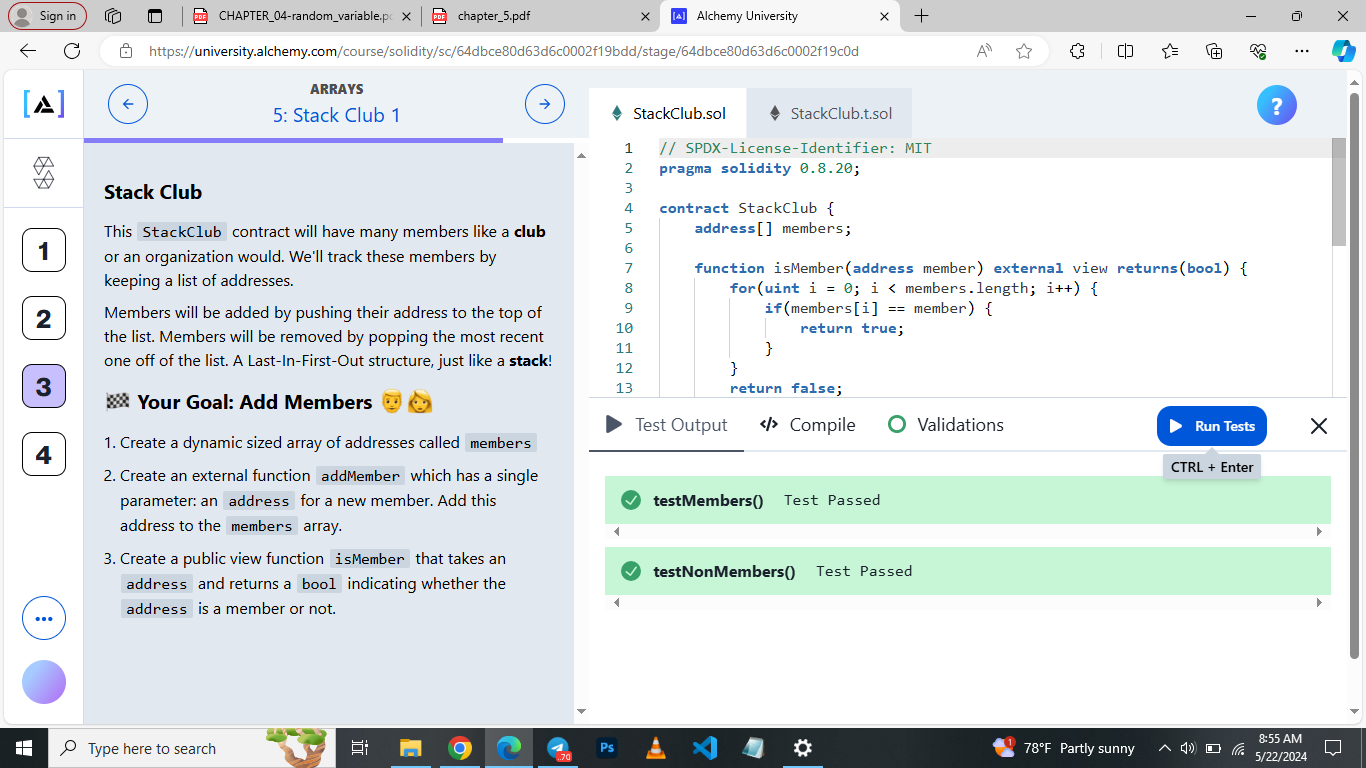 Sign in
CHAPTER_04-random_variable.pd
chapter_5.pdf
Alchemy University
https://university.alchemy.com/course/solidity/sc/64dbce80d63d6c0002f19bdd/stage/64dbce80d63d6c0002f19c0d
ARRAYS
5: Stack Club 1
1
2
3
4
Stack Club
This StackClub contract will have many members like a club
or an organization would. We'll track these members by
keeping a list of addresses.
Members will be added by pushing their address to the top of
the list. Members will be removed by popping the most recent
one off of the list. A Last-In-First-Out structure, just like a stack!
🏁 Your Goal: Add Members 👨👩
1. Create a dynamic sized array of addresses called members
2. Create an external function addMember which has a single
parameter: an address for a new member. Add this
address to the members array.
3. Create a public view function isMember that takes an
address and returns a bool indicating whether the
address is a member or not.
StackClub.sol
StackClub.t.sol
?
1 // SPDX-License-Identifier: MIT
2 pragma solidity 0.8.20;
3
4 contract StackClub {
5 address[] members;
6
7 function isMember(address member) external view returns(bool) {
8 for(uint i = 0; i < members.length; i++) {
9 if(members[i] == member) {
10 return true;
11 }
12 }
13 return false;
Test Output
Compile
Validations
Run Tests
CTRL + Enter
testMembers() Test Passed
testNonMembers() Test Passed
Type here to search
.70
Ps
1
78°F Partly sunny
8:55 AM
5/22/2024